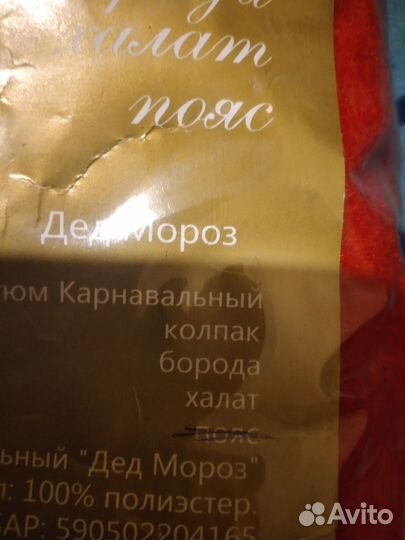 халат
пояс
Дед Мороз
Карнавальный
колпак
борода
халат
пояс
"Дед Мороз"
100% полиэстер.
590502204165
Avito